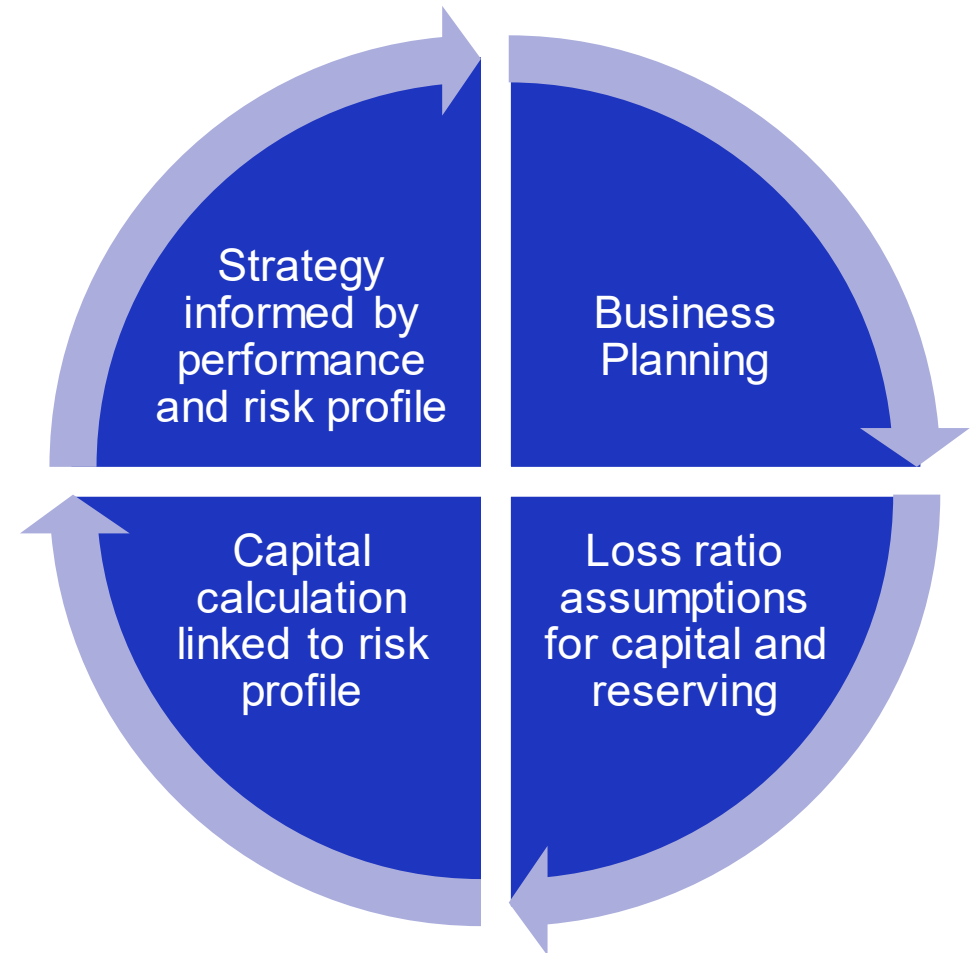 Strategy
informed by
performance
and risk profile
Business
Planning
Capital
calculation
linked to risk
profile
Loss ratio
assumptions
for capital and
reserving